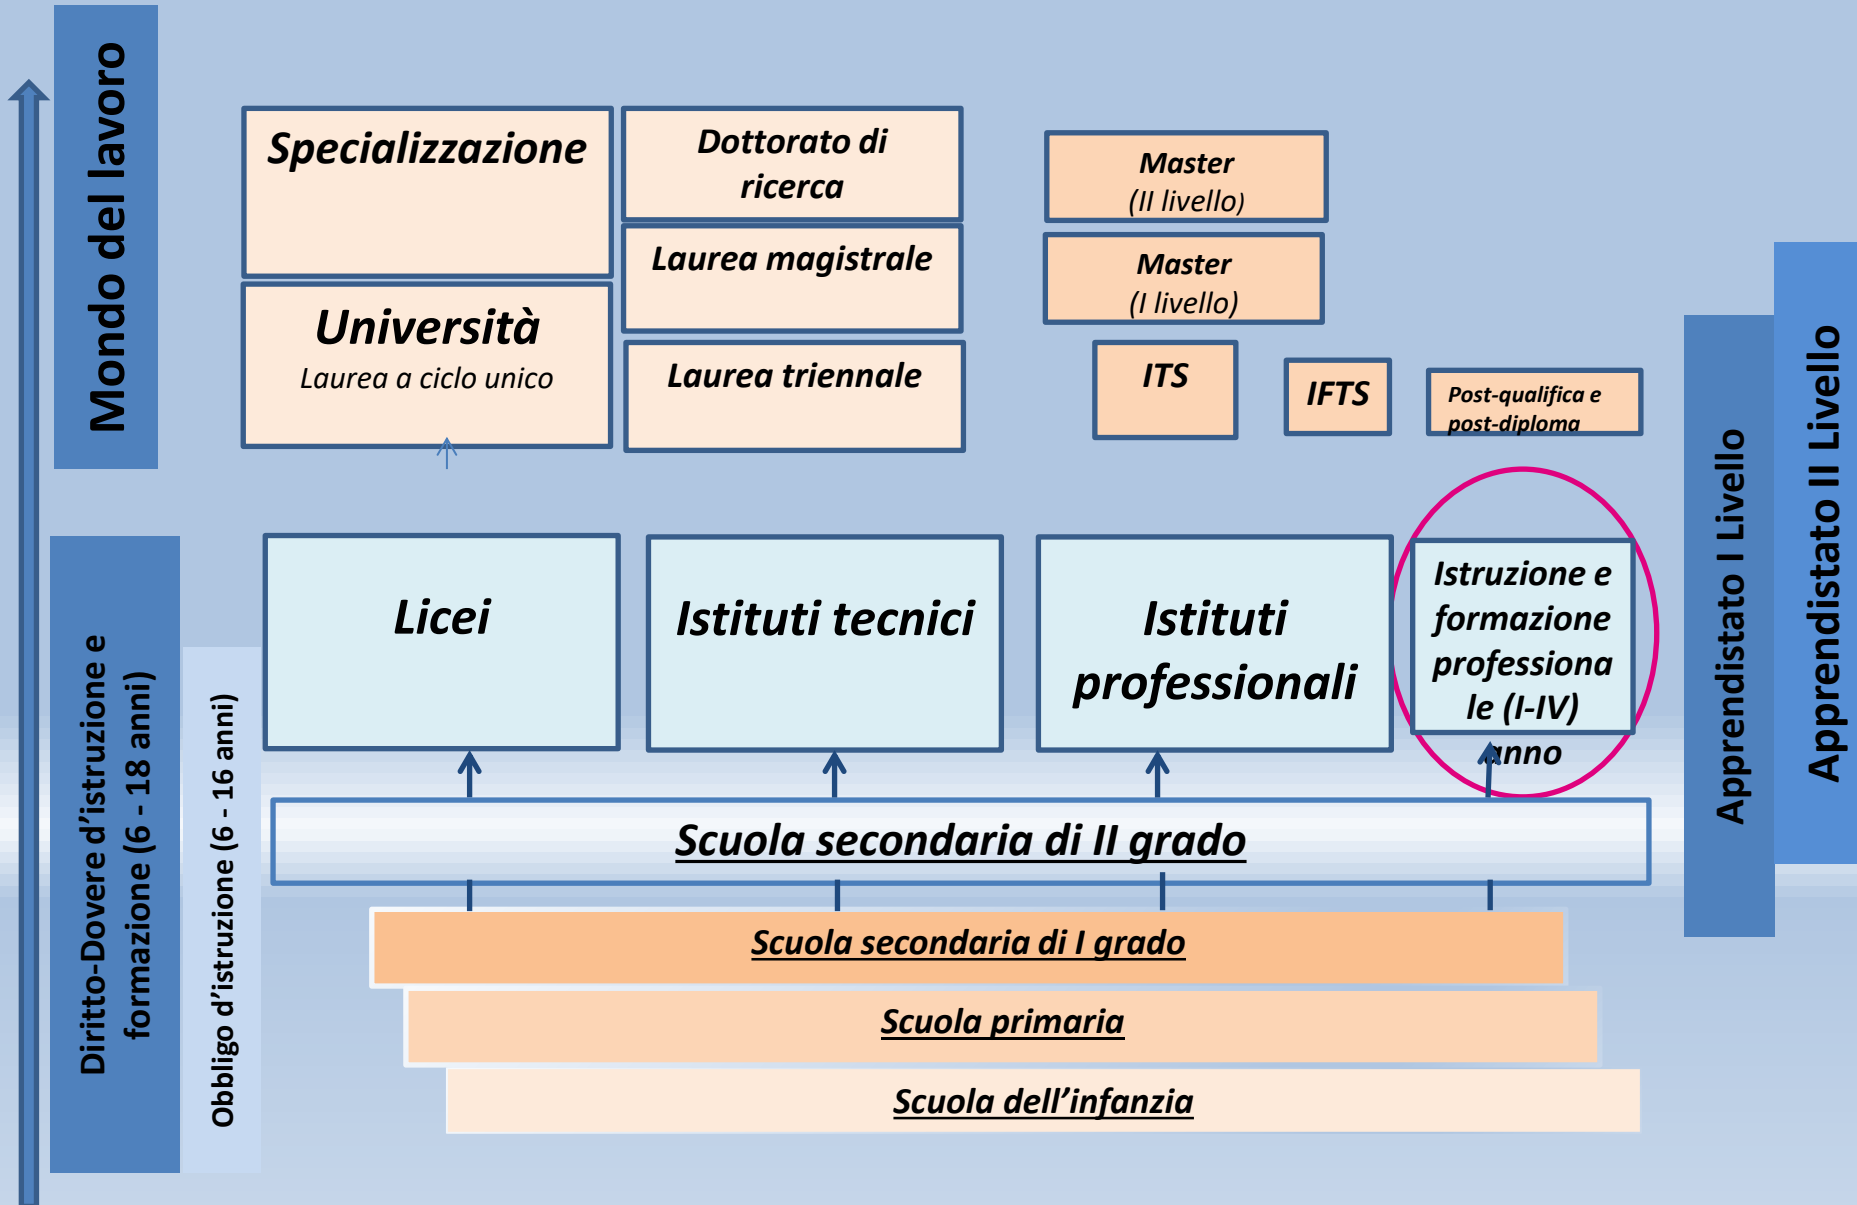 Mondo del lavoro
Specializzazione
Dottorato di
ricerca
Master
(II livello)
Laurea magistrale
Master
(I livello)
Università
Laurea a ciclo unico
Laurea triennale
ITS
IFTS
Post-qualifica e
post-diploma
Apprendistato I Livello
Apprendistato II Livello
Diritto-Dovere d’istruzione e
formazione (6 - 18 anni)
Obbligo d’istruzione (6 - 16 anni)
Licei
Istituti tecnici
Istituti
professionali
Istruzione e
formazione
professiona
le (I-IV)
anno
Scuola secondaria di II grado
Scuola secondaria di I grado
Scuola primaria
Scuola dell’infanzia